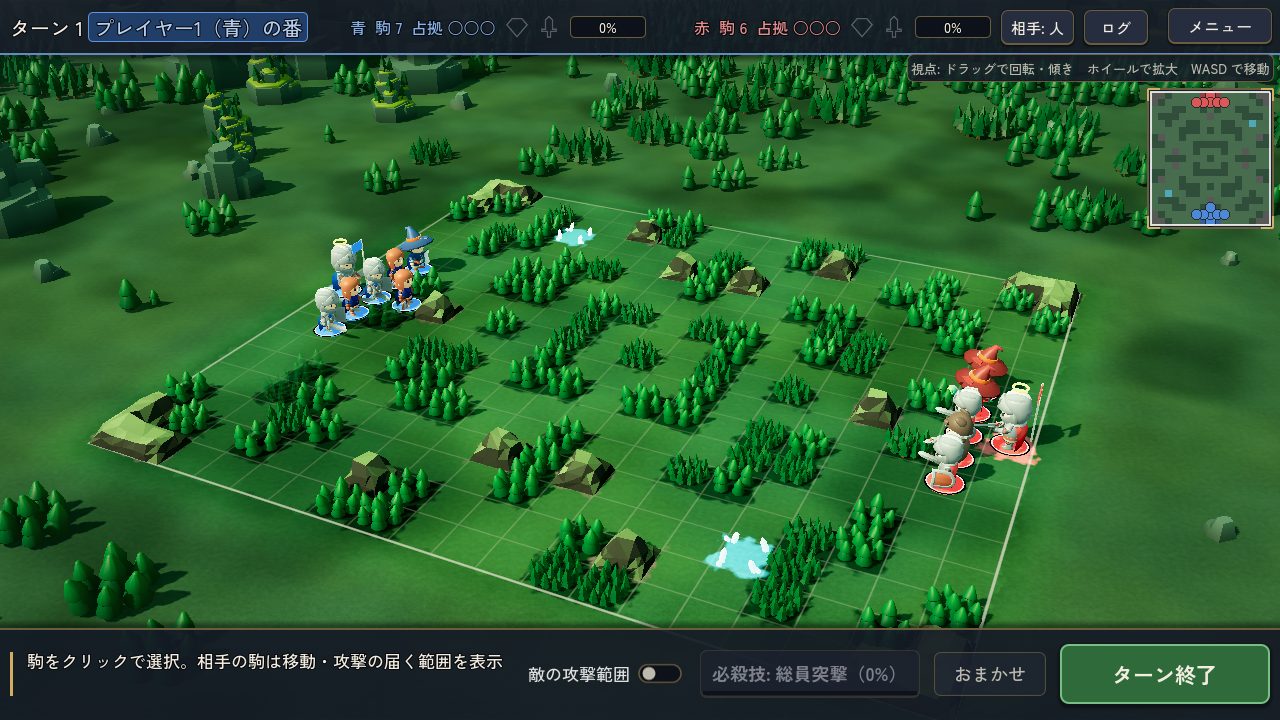 ターン 1 プレイヤー1（青）の番 青 駒 7 占拠 〇〇〇 0% 赤 駒 6 占拠 〇〇〇 0% 相手: 人 ログ メニュー
視点: ドラッグで回転・傾き ホイールで拡大 WASD で移動
駒をクリックで選択。相手の駒は移動・攻撃の届く範囲を表示
敵の攻撃範囲 必殺技: 総員突撃（0%） おまかせ ターン終了